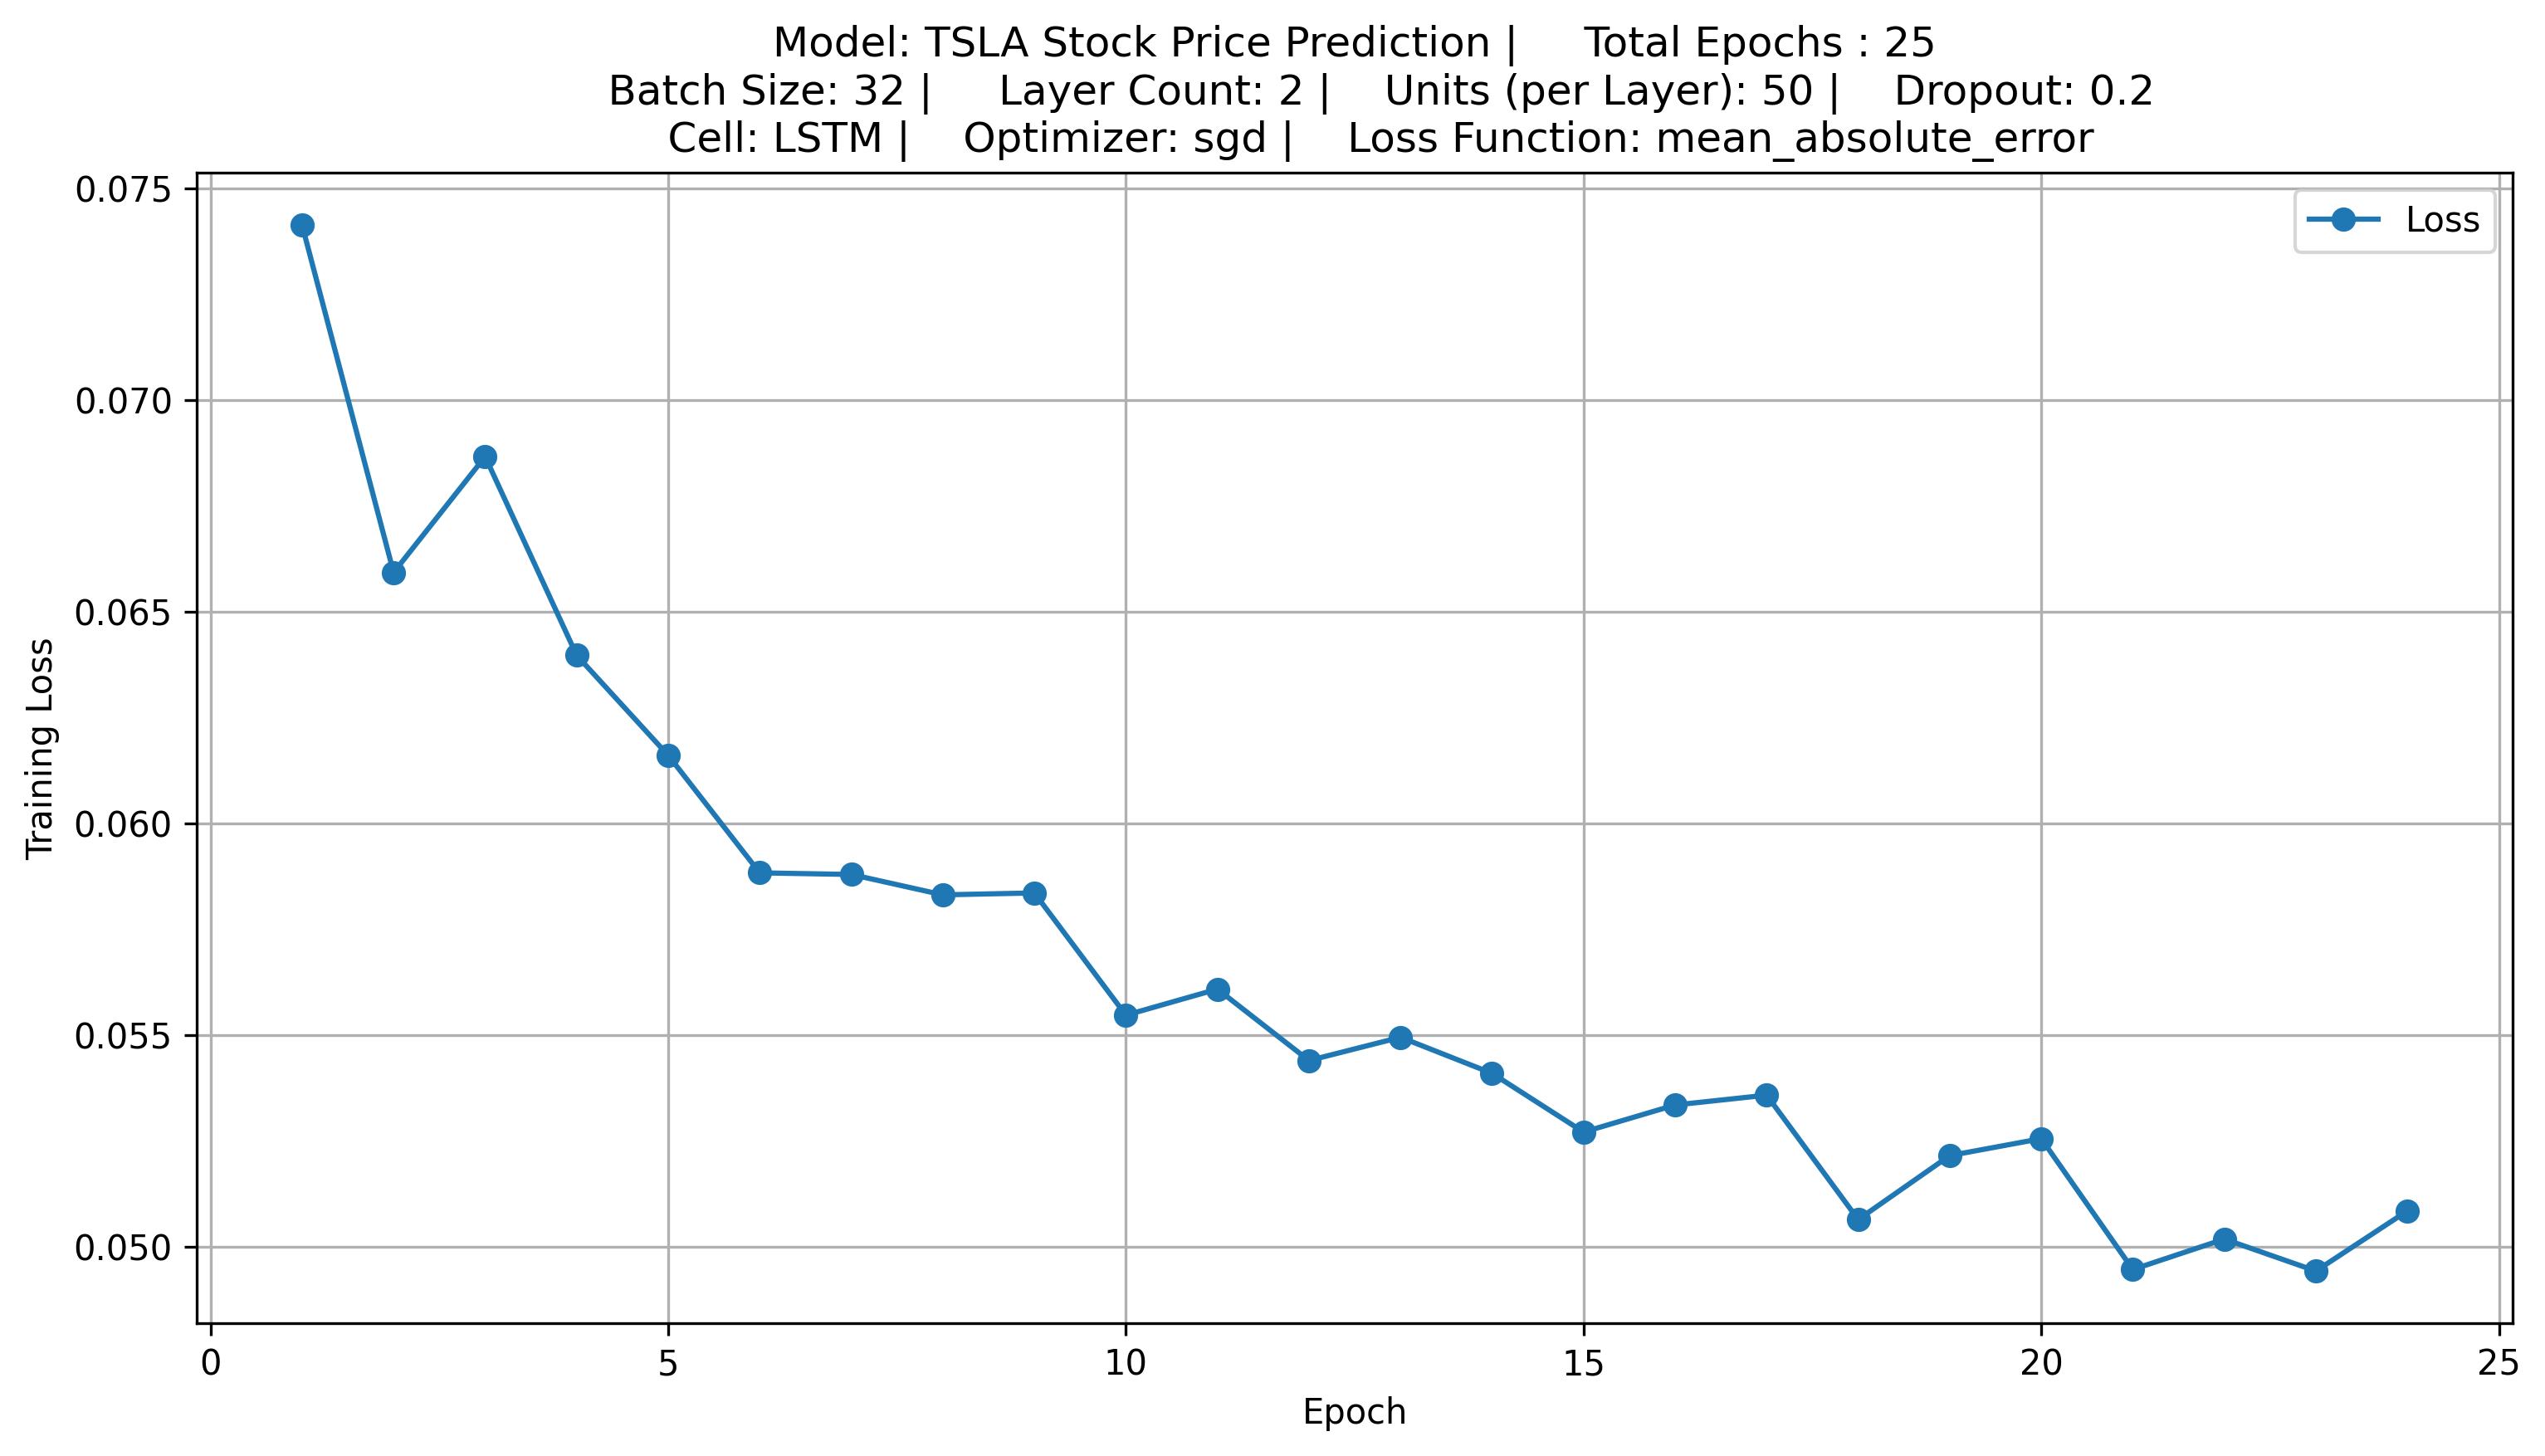 Model: TSLA Stock Price Prediction | Total Epochs : 25
Batch Size: 32 | Layer Count: 2 | Units (per Layer): 50 | Dropout: 0.2
Cell: LSTM | Optimizer: sgd | Loss Function: mean_absolute_error
Loss
0.075
0.070
0.065
0.060
0.055
0.050
Training Loss
0 5 10 15 20 25
Epoch